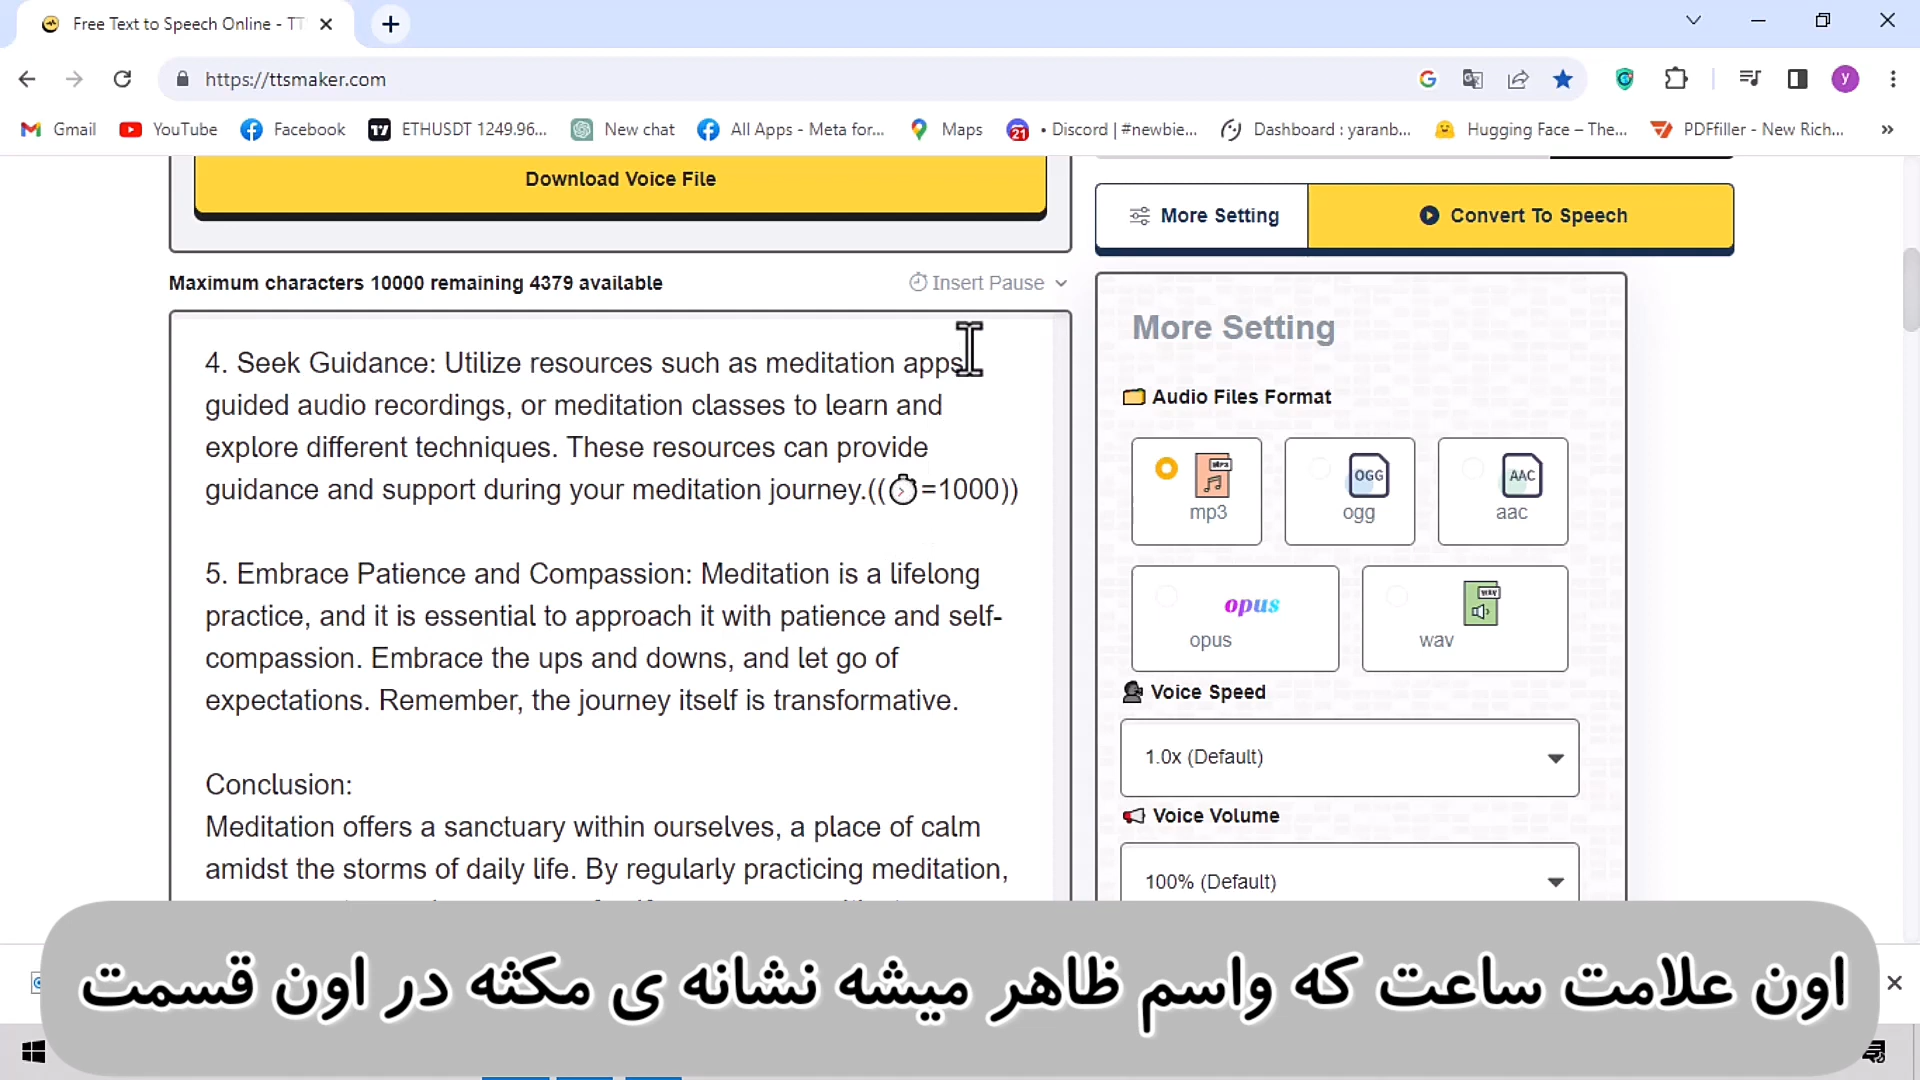 Free Text to Speech Online - TT
https://ttsmaker.com
y
Gmail
YouTube
Facebook
ETHUSDT 1249.96...
New chat
All Apps - Meta for...
Maps
21
• Discord | #newbie...
Dashboard : yaranb...
Hugging Face – The...
PDFfiller - New Rich...
»
Download Voice File
More Setting
Convert To Speech
Maximum characters 10000 remaining 4379 available
Insert Pause
4. Seek Guidance: Utilize resources such as meditation apps
guided audio recordings, or meditation classes to learn and
explore different techniques. These resources can provide
guidance and support during your meditation journey.((⏱=1000))
5. Embrace Patience and Compassion: Meditation is a lifelong
practice, and it is essential to approach it with patience and self-
compassion. Embrace the ups and downs, and let go of
expectations. Remember, the journey itself is transformative.
Conclusion:
Meditation offers a sanctuary within ourselves, a place of calm
amidst the storms of daily life. By regularly practicing meditation,
More Setting
Audio Files Format
mp3
OGG
ogg
AAC
aac
opus
opus
wav
Voice Speed
1.0x (Default)
Voice Volume
100% (Default)
اون علامت ساعت که واسم ظاهر میشه نشانه ی مکثه در اون قسمت